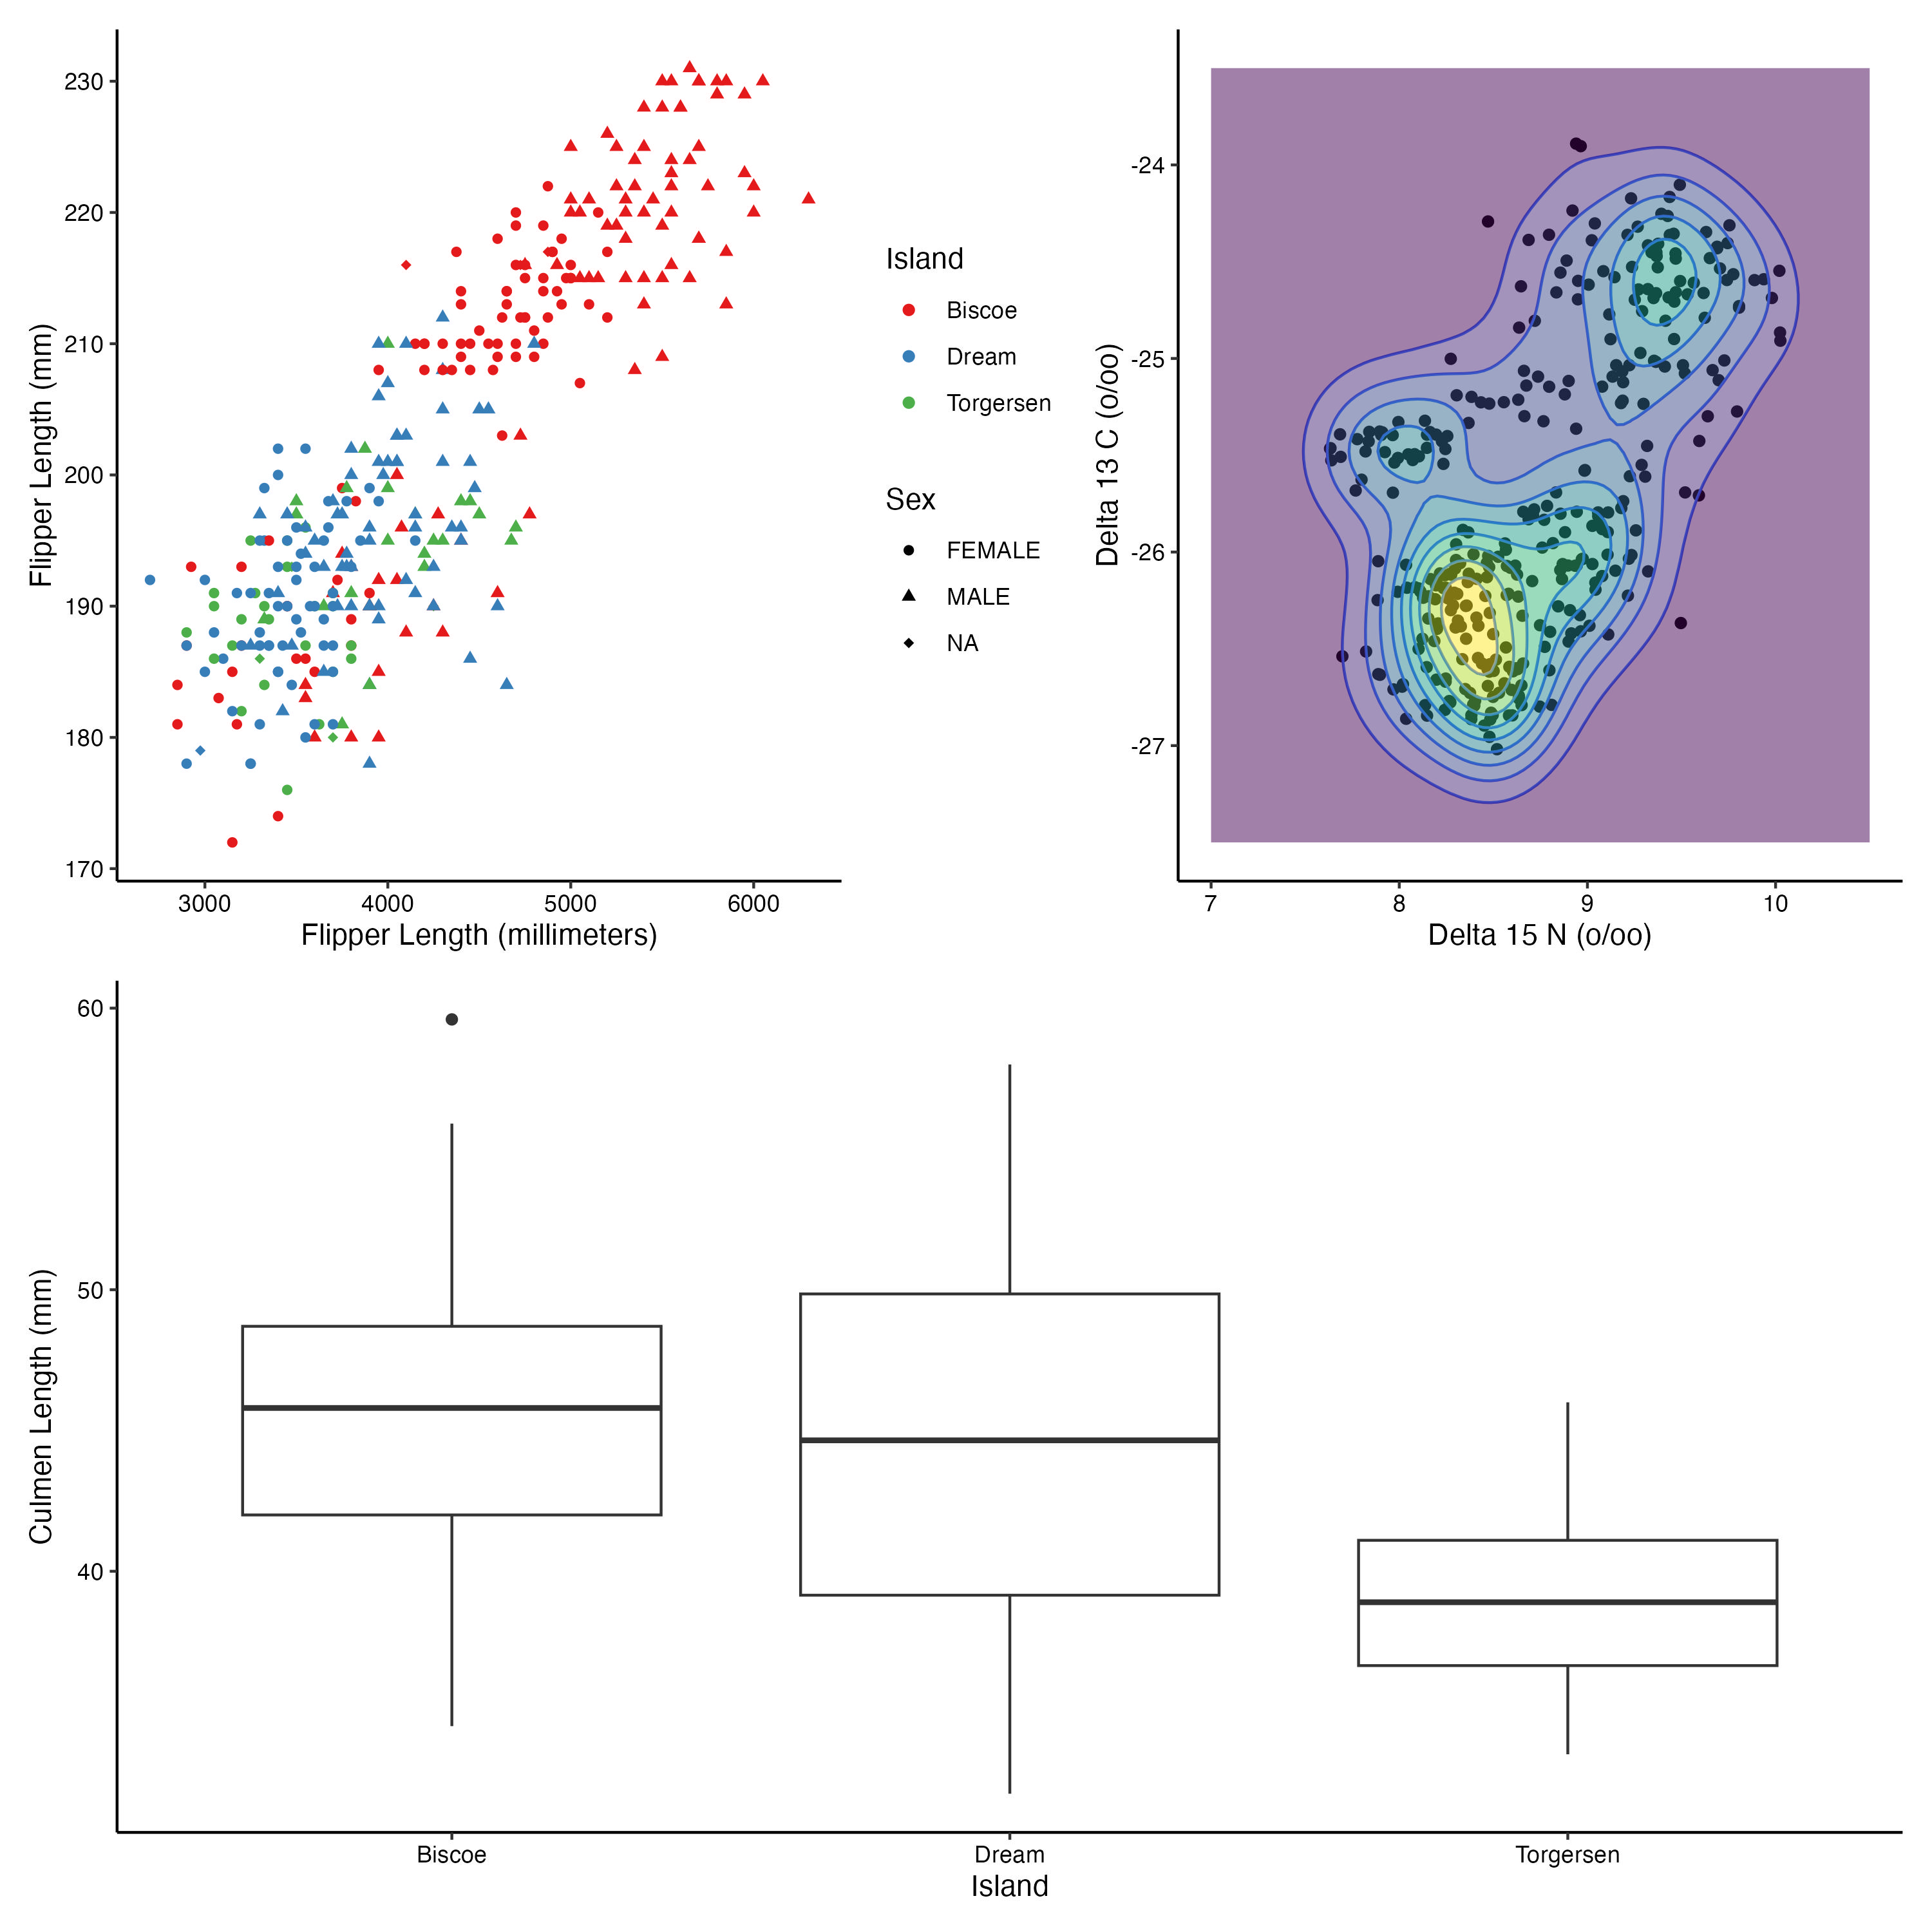 230
220
210
200
190
180
170
Flipper Length (mm)
3000 4000 5000 6000
Flipper Length (millimeters)
Island
Biscoe
Dream
Torgersen
Sex
FEMALE
MALE
NA
-24
-25
-26
-27
Delta 13 C (o/oo)
7 8 9 10
Delta 15 N (o/oo)
60
50
40
Culmen Length (mm)
Biscoe Dream Torgersen
Island